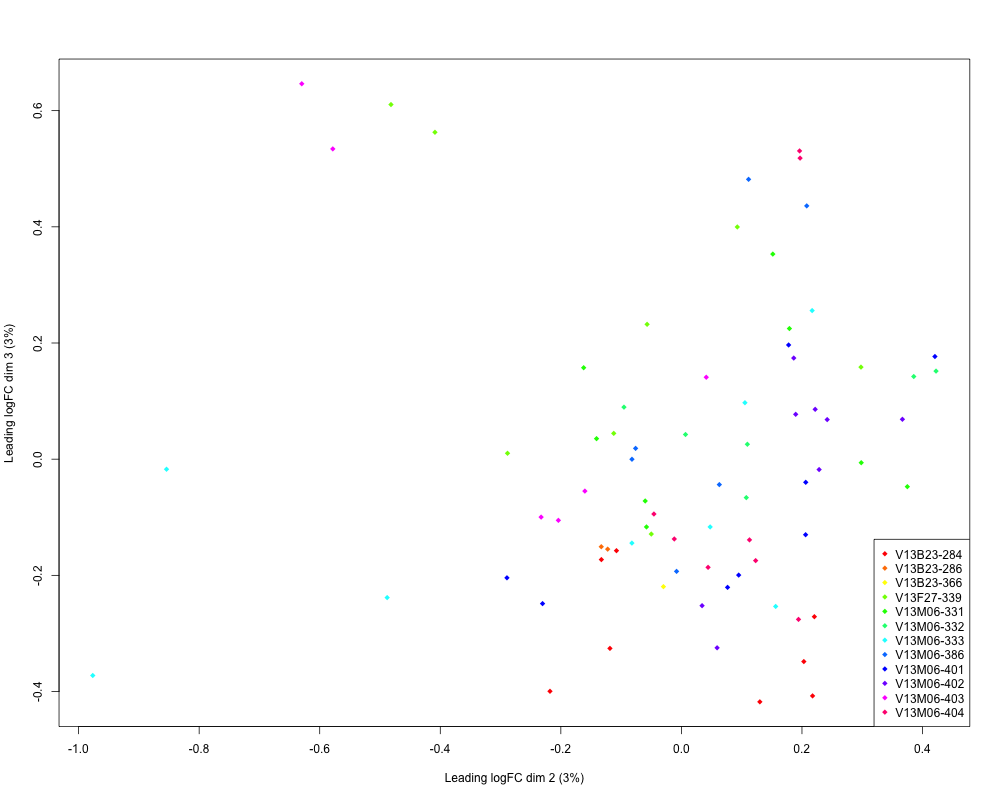 0.6
0.4
0.2
0.0
-0.2
-0.4
Leading logFC dim 3 (3%)
V13B23-284
V13B23-286
V13B23-366
V13F27-339
V13M06-331
V13M06-332
V13M06-333
V13M06-386
V13M06-401
V13M06-402
V13M06-403
V13M06-404
-1.0 -0.8 -0.6 -0.4 -0.2 0.0 0.2 0.4
Leading logFC dim 2 (3%)